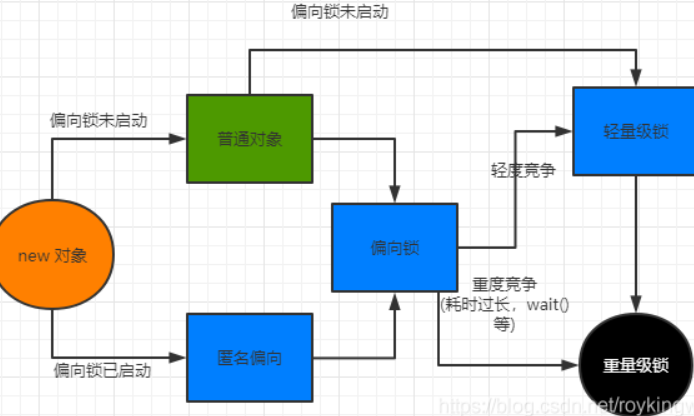 偏向锁未启动
偏向锁未启动
普通对象
轻量级锁
轻度竞争
new 对象
偏向锁
重度竞争
(耗时过长，wait()
等)
偏向锁已启动
匿名偏向
重量级锁
https://blog.csdn.net/roykingw